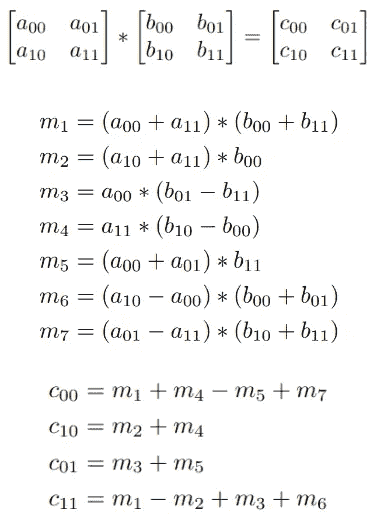 [a₀₀ a₀₁] * [b₀₀ b₀₁] = [c₀₀ c₀₁]
[a₁₀ a₁₁] [b₁₀ b₁₁] [c₁₀ c₁₁]
m₁ = (a₀₀ + a₁₁) * (b₀₀ + b₁₁)
m₂ = (a₁₀ + a₁₁) * b₀₀
m₃ = a₀₀ * (b₀₁ − b₁₁)
m₄ = a₁₁ * (b₁₀ − b₀₀)
m₅ = (a₀₀ + a₀₁) * b₁₁
m₆ = (a₁₀ − a₀₀) * (b₀₀ + b₀₁)
m₇ = (a₀₁ − a₁₁) * (b₁₀ + b₁₁)
c₀₀ = m₁ + m₄ − m₅ + m₇
c₁₀ = m₂ + m₄
c₀₁ = m₃ + m₅
c₁₁ = m₁ − m₂ + m₃ + m₆